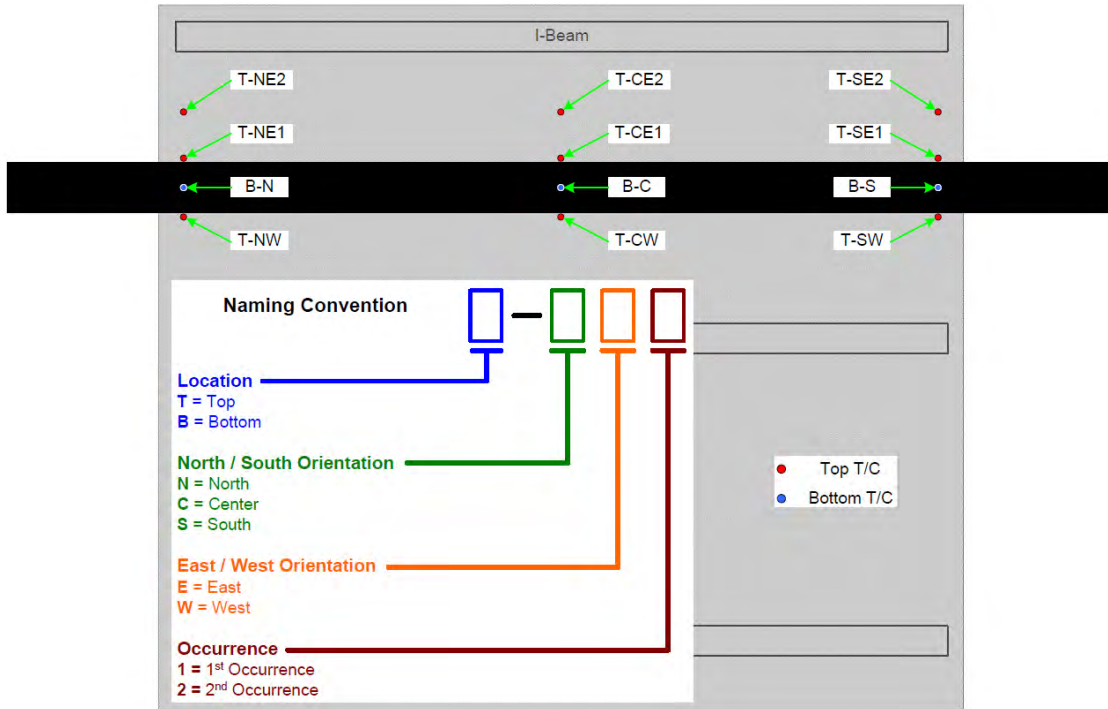 I-Beam
T-NE2
T-CE2
T-SE2
T-NE1
T-CE1
T-SE1
B-N
B-C
B-S
T-NW
T-CW
T-SW
Naming Convention
Location
T = Top
B = Bottom
North / South Orientation
N = North
C = Center
S = South
East / West Orientation
E = East
W = West
Occurrence
1 = 1st Occurrence
2 = 2nd Occurrence
Top T/C
Bottom T/C